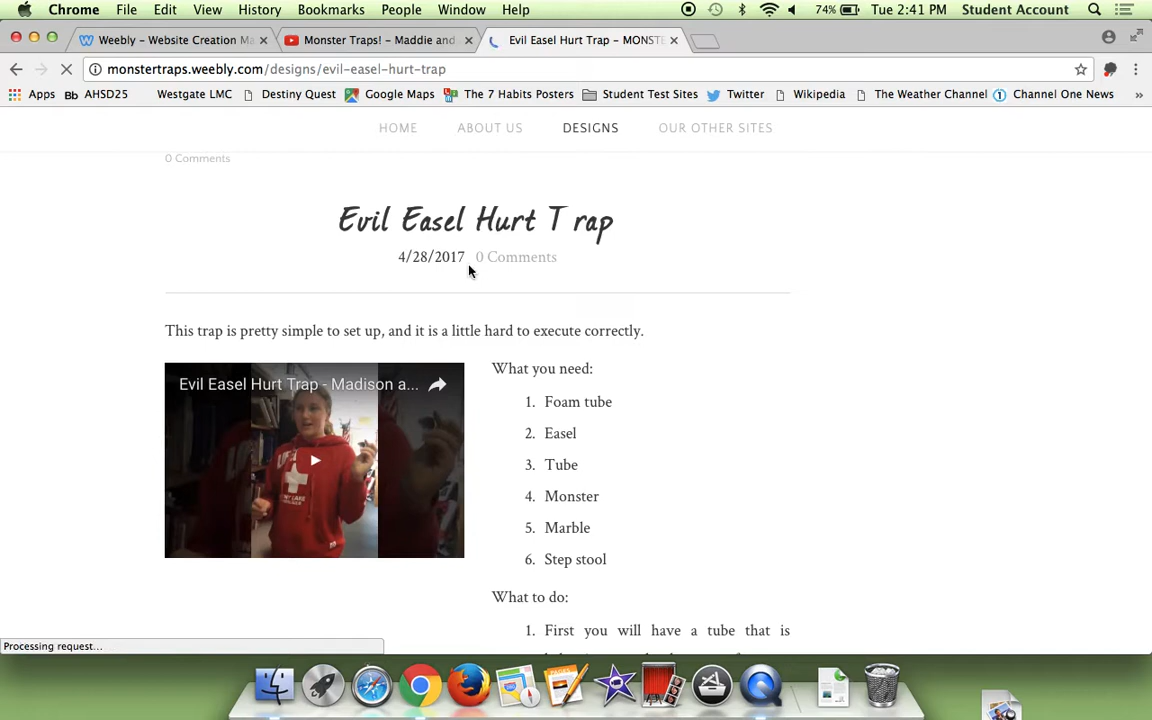 Chrome File Edit View History Bookmarks People Window Help 74% Tue 2:41 PM Student Account
Weebly - Website Creation Ma Monster Traps! - Maddie and Evil Easel Hurt Trap - MONST
monstertraps.weebly.com/designs/evil-easel-hurt-trap
Apps Bb AHSD25 Westgate LMC Destiny Quest Google Maps The 7 Habits Posters Student Test Sites Twitter Wikipedia The Weather Channel Channel One News »
HOME ABOUT US DESIGNS OUR OTHER SITES
0 Comments
Evil Easel Hurt T rap
4/28/2017 0 Comments
This trap is pretty simple to set up, and it is a little hard to execute correctly.
Evil Easel Hurt Trap - Madison a...
What you need:
1. Foam tube
2. Easel
3. Tube
4. Monster
5. Marble
6. Step stool
What to do:
1. First you will have a tube that is
Processing request...